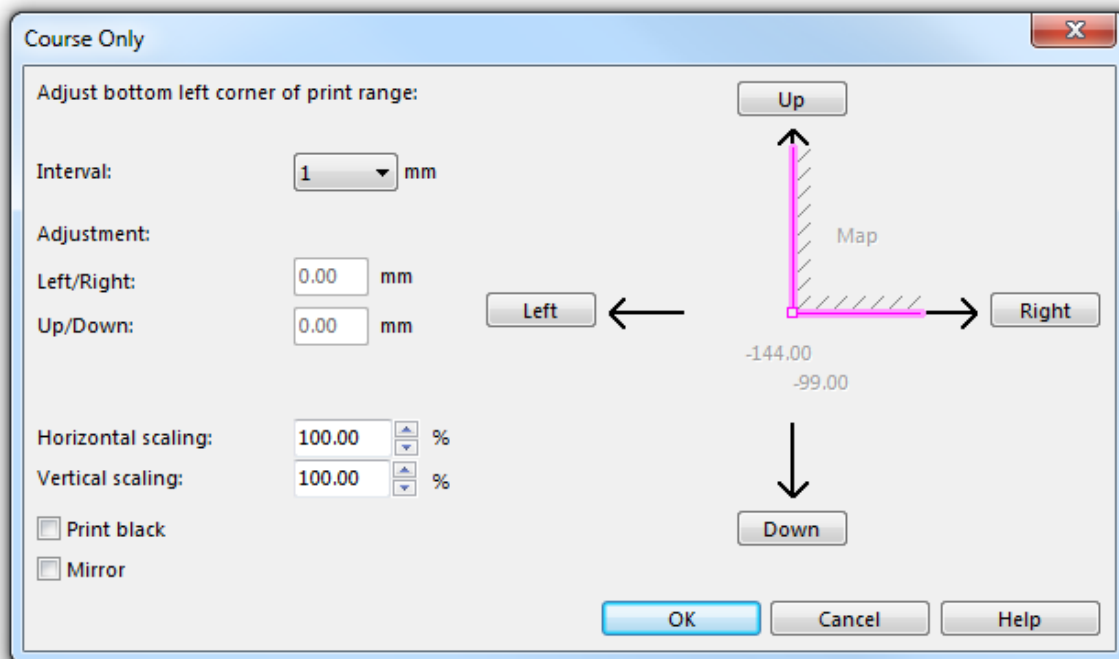 Course Only
Adjust bottom left corner of print range:
Up
Interval:
1
mm
Adjustment:
Map
Left/Right:
0.00
mm
Left
Right
Up/Down:
0.00
mm
-144.00
-99.00
Horizontal scaling:
100.00
%
Vertical scaling:
100.00
%
Print black
Down
Mirror
OK
Cancel
Help